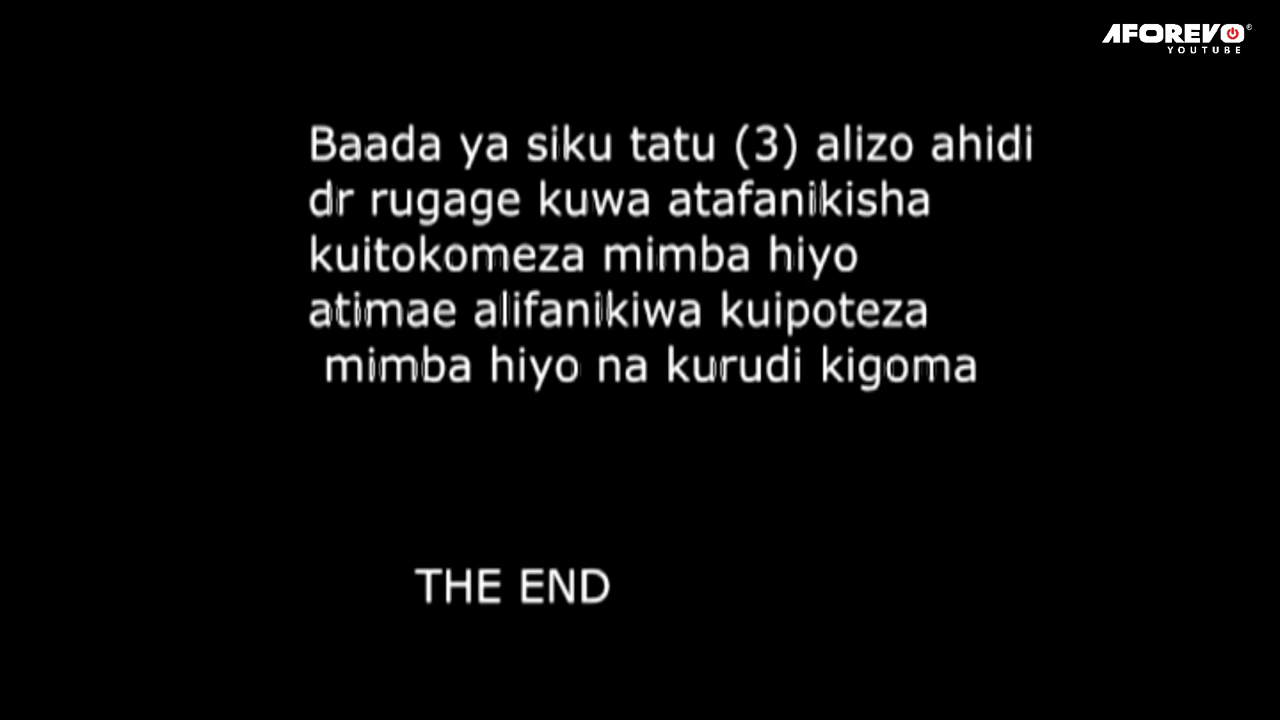 AFOREVO
YOUTUBE
Baada ya siku tatu (3) alizo ahidi
dr rugage kuwa atafanikisha
kuitokomeza mimba hiyo
atimae alifanikiwa kuipoteza
mimba hiyo na kurudi kigoma
THE END